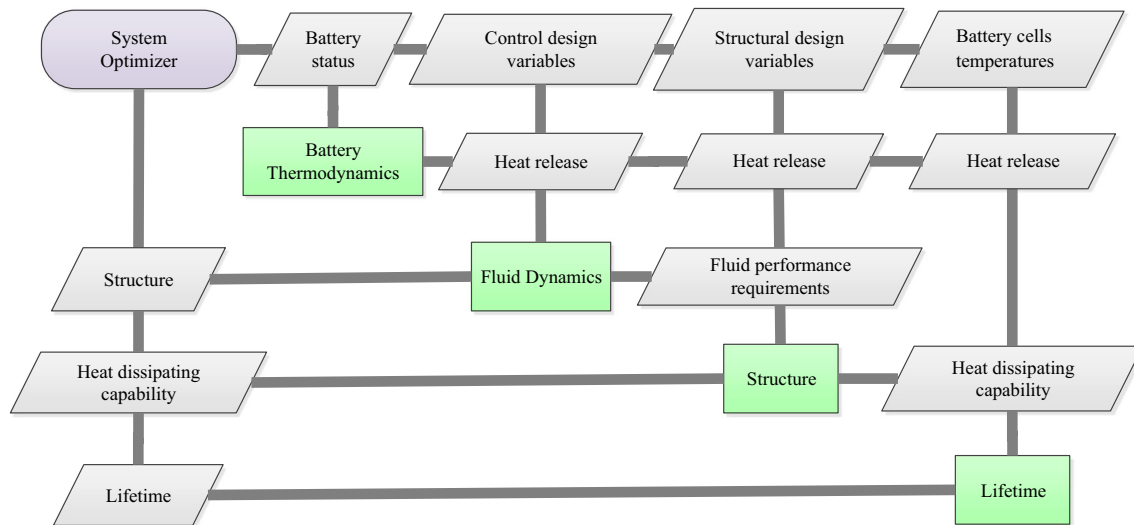 System
Optimizer
Battery
status
Control design
variables
Structural design
variables
Battery cells
temperatures
Battery
Thermodynamics
Heat release
Heat release
Heat release
Structure
Fluid Dynamics
Fluid performance
requirements
Heat dissipating
capability
Structure
Heat dissipating
capability
Lifetime
Lifetime